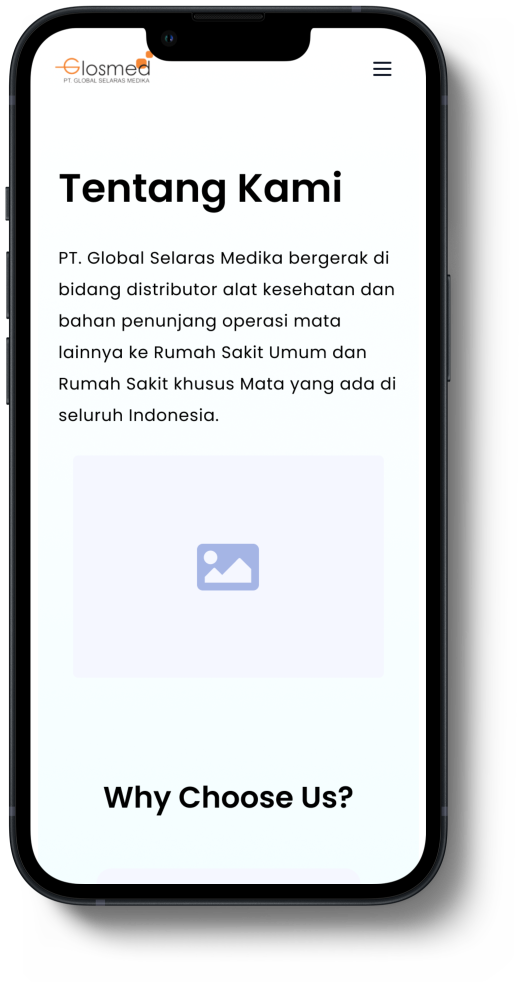 Glosmed
PT. GLOBAL SELARAS MEDIKA
Tentang Kami
PT. Global Selaras Medika bergerak di
bidang distributor alat kesehatan dan
bahan penunjang operasi mata
lainnya ke Rumah Sakit Umum dan
Rumah Sakit khusus Mata yang ada di
seluruh Indonesia.
Why Choose Us?